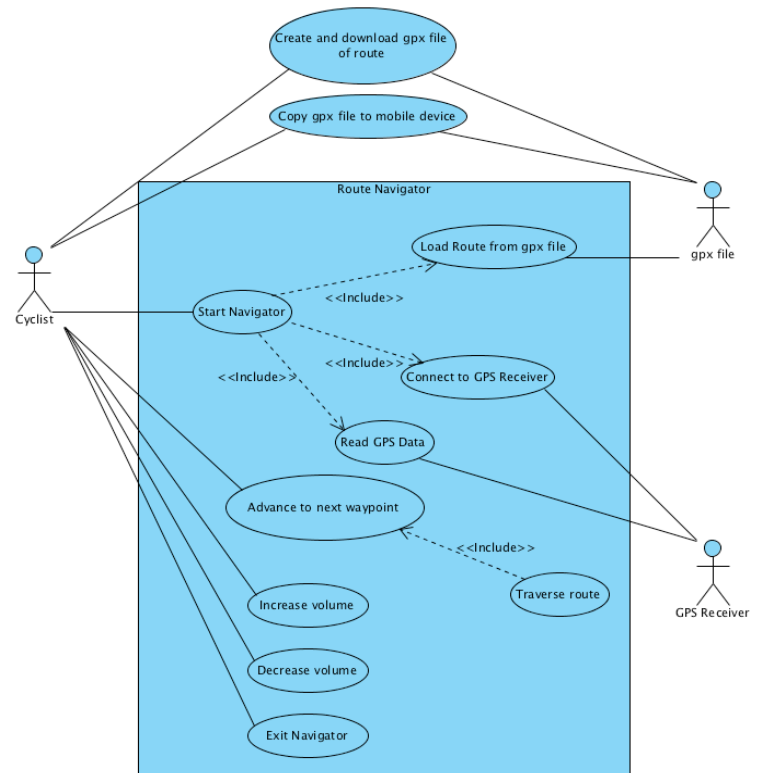 Create and download gpx file
of route
Copy gpx file to mobile device
Route Navigator
Load Route from gpx file
gpx file
<<Include>>
Start Navigator
Cyclist
<<Include>>
<<Include>>
Connect to GPS Receiver
Read GPS Data
Advance to next waypoint
<<Include>>
Traverse route
Increase volume
GPS Receiver
Decrease volume
Exit Navigator